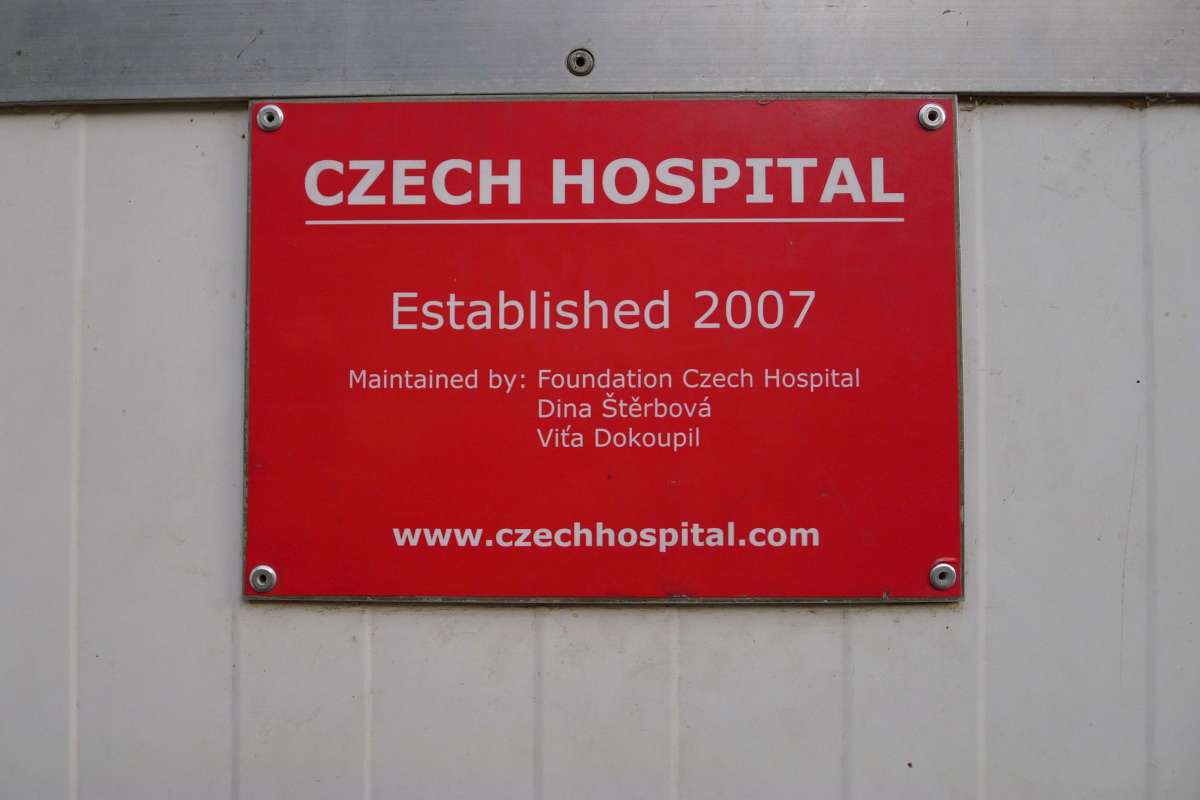 CZECH HOSPITAL
Established 2007
Maintained by: Foundation Czech Hospital
Dina Štěrbová
Viťa Dokoupil
www.czechhospital.com